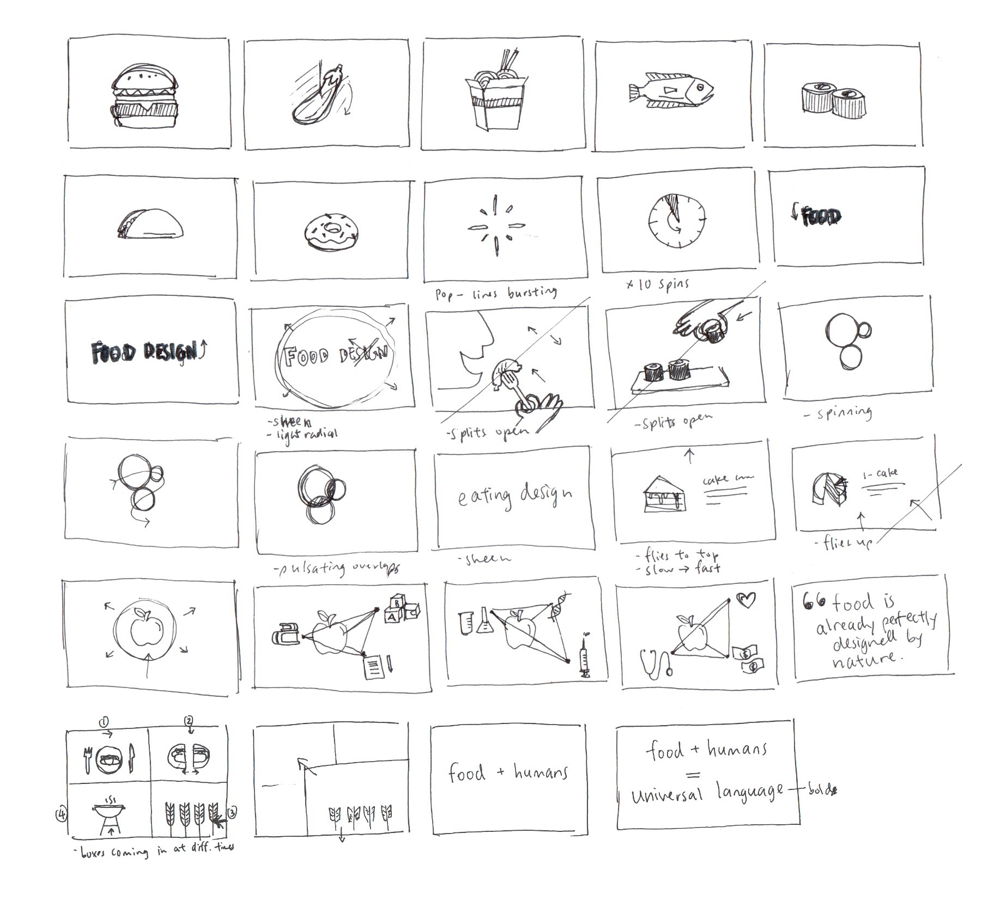 Pop - lines bursting
x 10 spins
FOOD
FOOD DESIGN
FOOD DESIGN
-sheen
- light radial
-splits open
-splits open
- spinning
-pulsating overlaps
eating design
-sheen
cake
- flies to top
- slow → fast
1- cake
- flies up
B
A C
66 food is
already perfectly
designed by
nature.
$
$
1
2
3
4
- boxes coming in at diff. times
food + humans
food + humans
=
universal language - bold